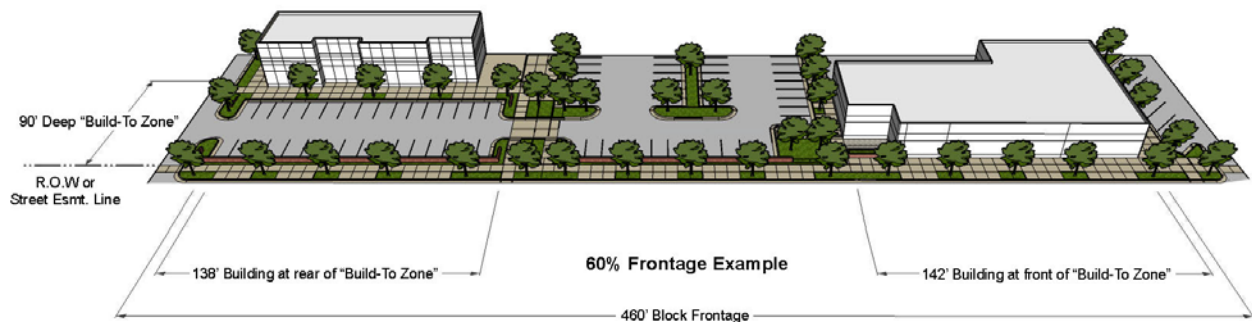 90' Deep "Build-To Zone"
R.O.W or
Street Esmt. Line
138' Building at rear of "Build-To Zone"
60% Frontage Example
142' Building at front of "Build-To Zone"
460' Block Frontage